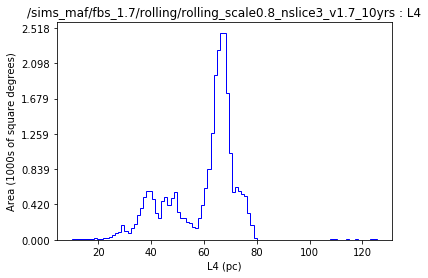 /sims_maf/fbs_1.7/rolling/rolling_scale0.8_nslice3_v1.7_10yrs : L4
2.518
2.098
1.679
1.259
0.839
0.420
0.000
Area (1000s of square degrees)
20 40 60 80 100 120
L4 (pc)